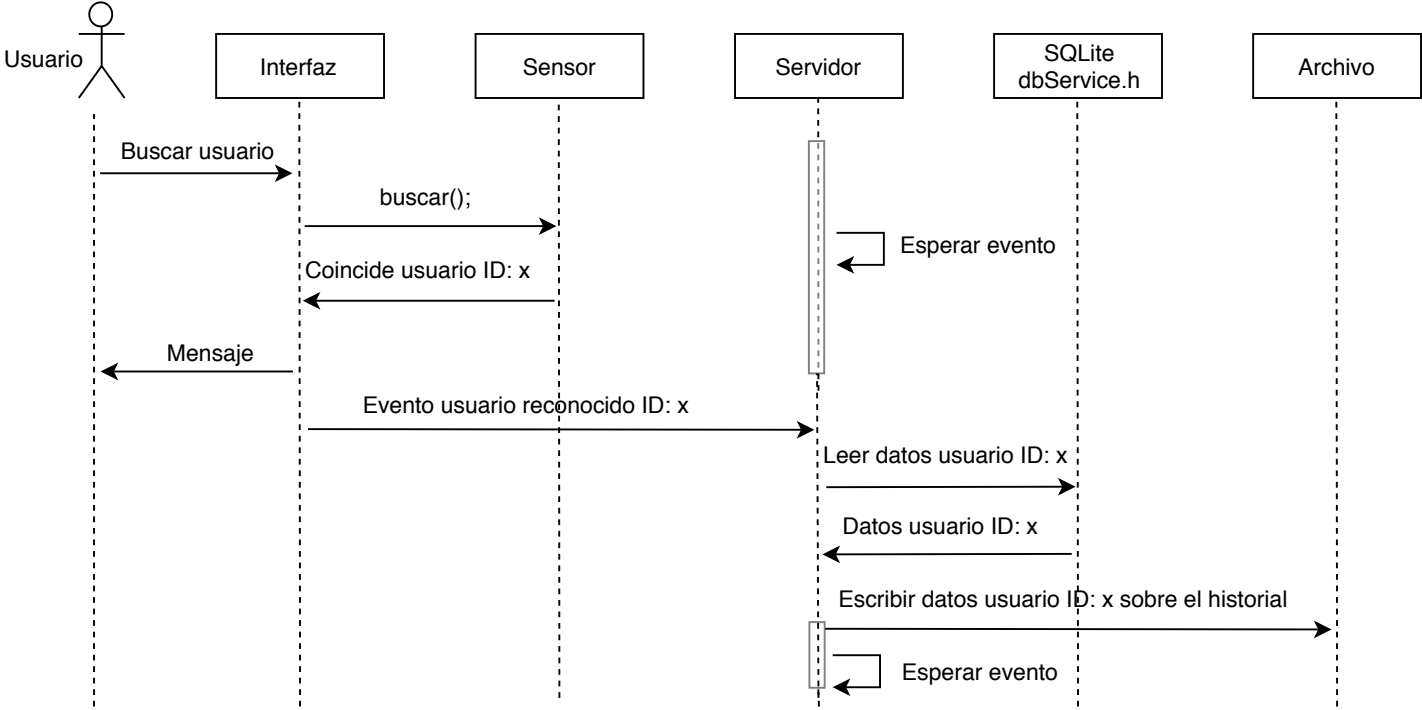 Usuario
Interfaz
Sensor
Servidor
SQLite
dbService.h
Archivo
Buscar usuario
buscar();
Esperar evento
Coincide usuario ID: x
Mensaje
Evento usuario reconocido ID: x
Leer datos usuario ID: x
Datos usuario ID: x
Escribir datos usuario ID: x sobre el historial
Esperar evento